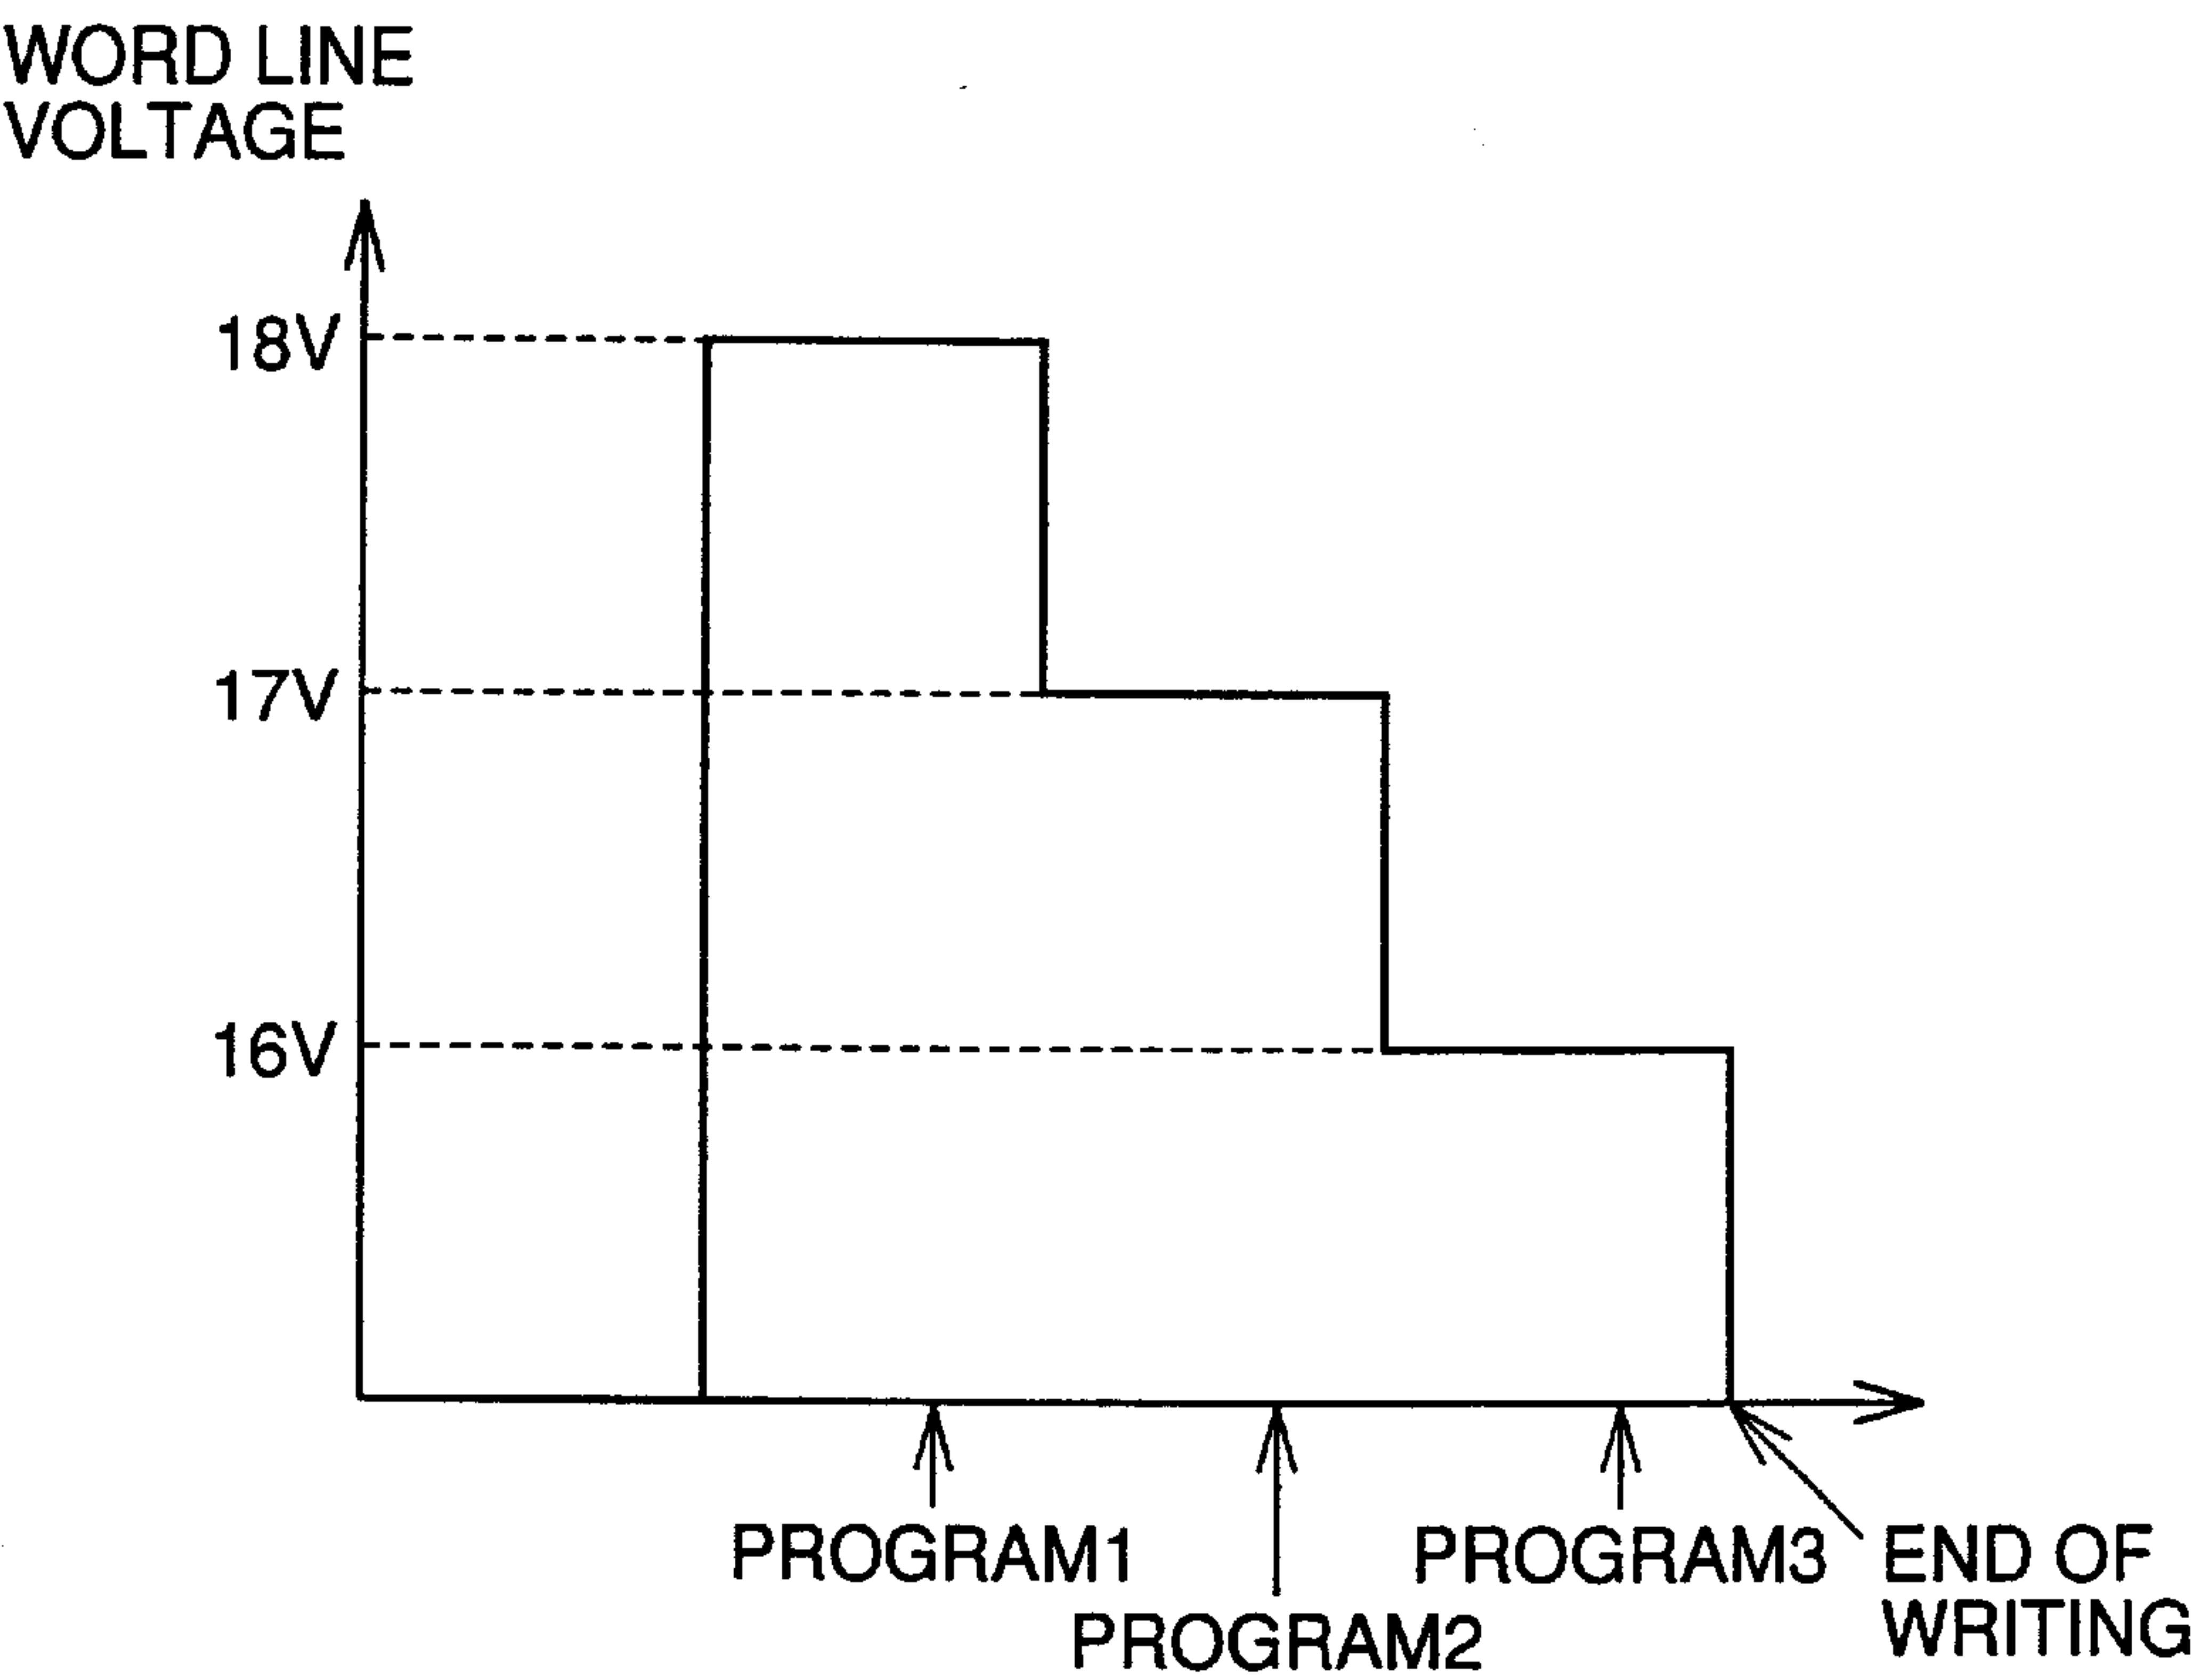 WORD LINE
VOLTAGE
18V
17V
16V
PROGRAM1
PROGRAM2
PROGRAM3
END OF
WRITING